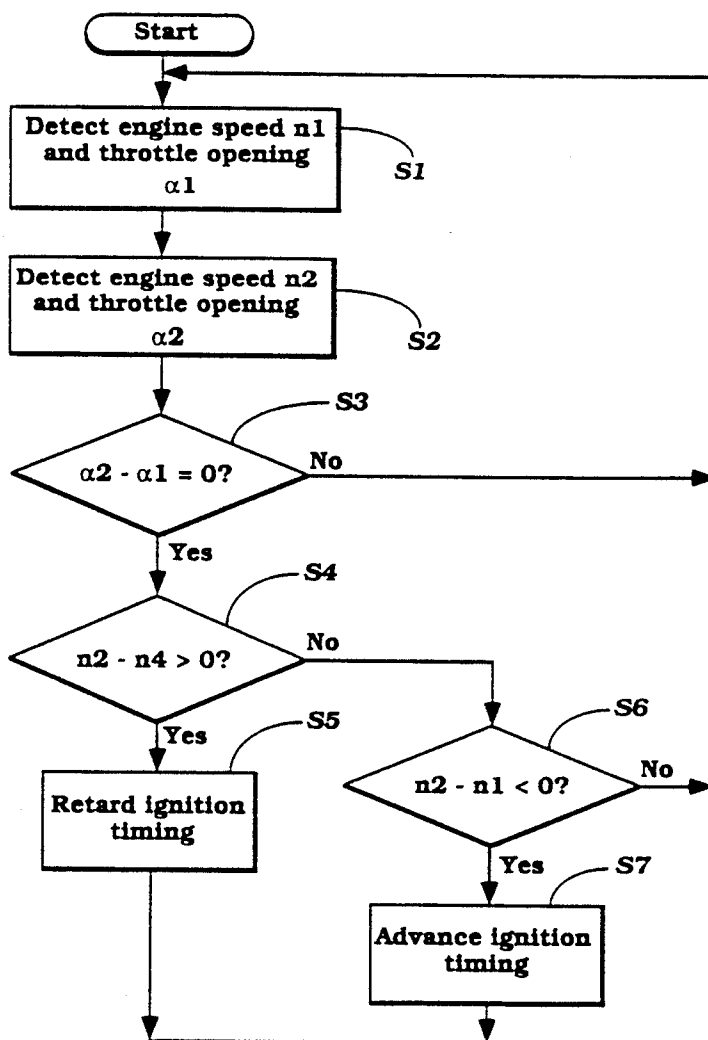 Start
Detect engine speed n1
and throttle opening
α1
S1
Detect engine speed n2
and throttle opening
α2
S2
S3
α2 - α1 = 0?
No
Yes
S4
n2 - n4 > 0?
No
Yes
S5
Retard ignition
timing
S6
n2 - n1 < 0?
No
Yes
S7
Advance ignition
timing